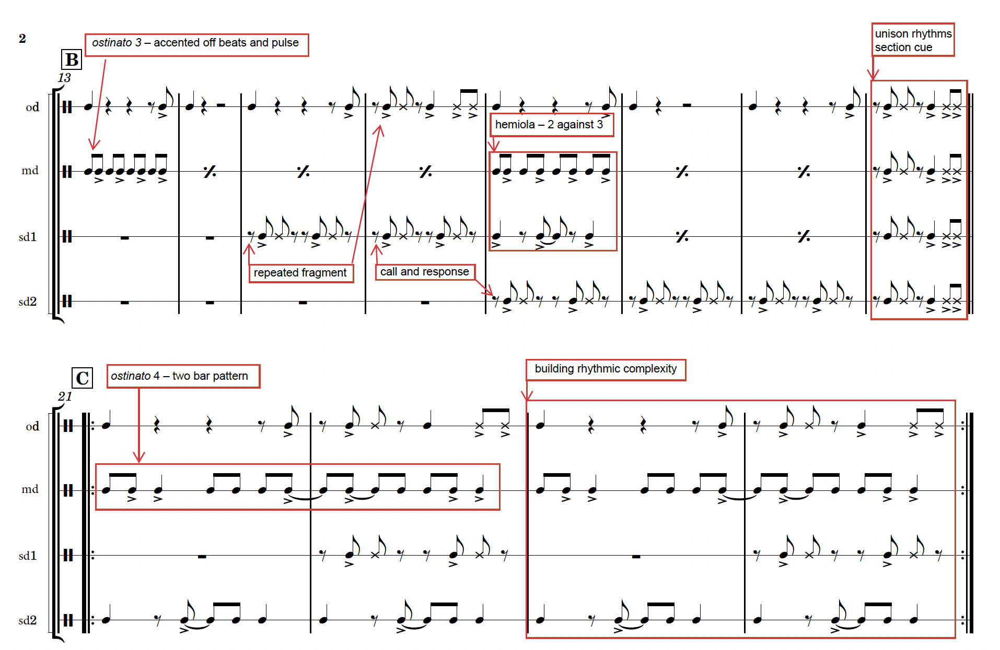 2
ostinato 3 – accented off beats and pulse
unison rhythms
section cue
B
13
od
hemiola – 2 against 3
md
sd1
repeated fragment
call and response
sd2
C
ostinato 4 – two bar pattern
building rhythmic complexity
21
od
md
sd1
sd2